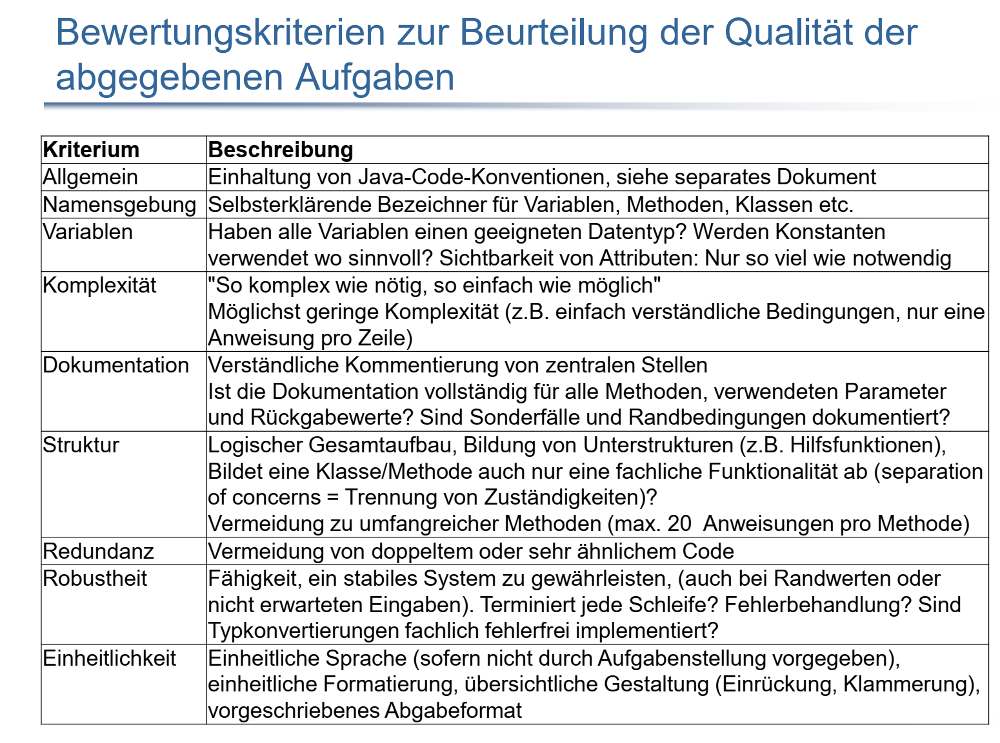 Bewertungskriterien zur Beurteilung der Qualität der
abgegebenen Aufgaben
Kriterium Beschreibung
Allgemein Einhaltung von Java-Code-Konventionen, siehe separates Dokument
Namensgebung Selbsterklärende Bezeichner für Variablen, Methoden, Klassen etc.
Variablen Haben alle Variablen einen geeigneten Datentyp? Werden Konstanten
verwendet wo sinnvoll? Sichtbarkeit von Attributen: Nur so viel wie notwendig
Komplexität "So komplex wie nötig, so einfach wie möglich"
Möglichst geringe Komplexität (z.B. einfach verständliche Bedingungen, nur eine
Anweisung pro Zeile)
Dokumentation Verständliche Kommentierung von zentralen Stellen
Ist die Dokumentation vollständig für alle Methoden, verwendeten Parameter
und Rückgabewerte? Sind Sonderfälle und Randbedingungen dokumentiert?
Struktur Logischer Gesamtaufbau, Bildung von Unterstrukturen (z.B. Hilfsfunktionen),
Bildet eine Klasse/Methode auch nur eine fachliche Funktionalität ab (separation
of concerns = Trennung von Zuständigkeiten)?
Vermeidung zu umfangreicher Methoden (max. 20 Anweisungen pro Methode)
Redundanz Vermeidung von doppeltem oder sehr ähnlichem Code
Robustheit Fähigkeit, ein stabiles System zu gewährleisten, (auch bei Randwerten oder
nicht erwarteten Eingaben). Terminiert jede Schleife? Fehlerbehandlung? Sind
Typkonvertierungen fachlich fehlerfrei implementiert?
Einheitlichkeit Einheitliche Sprache (sofern nicht durch Aufgabenstellung vorgegeben),
einheitliche Formatierung, übersichtliche Gestaltung (Einrückung, Klammerung),
vorgeschriebenes Abgabeformat